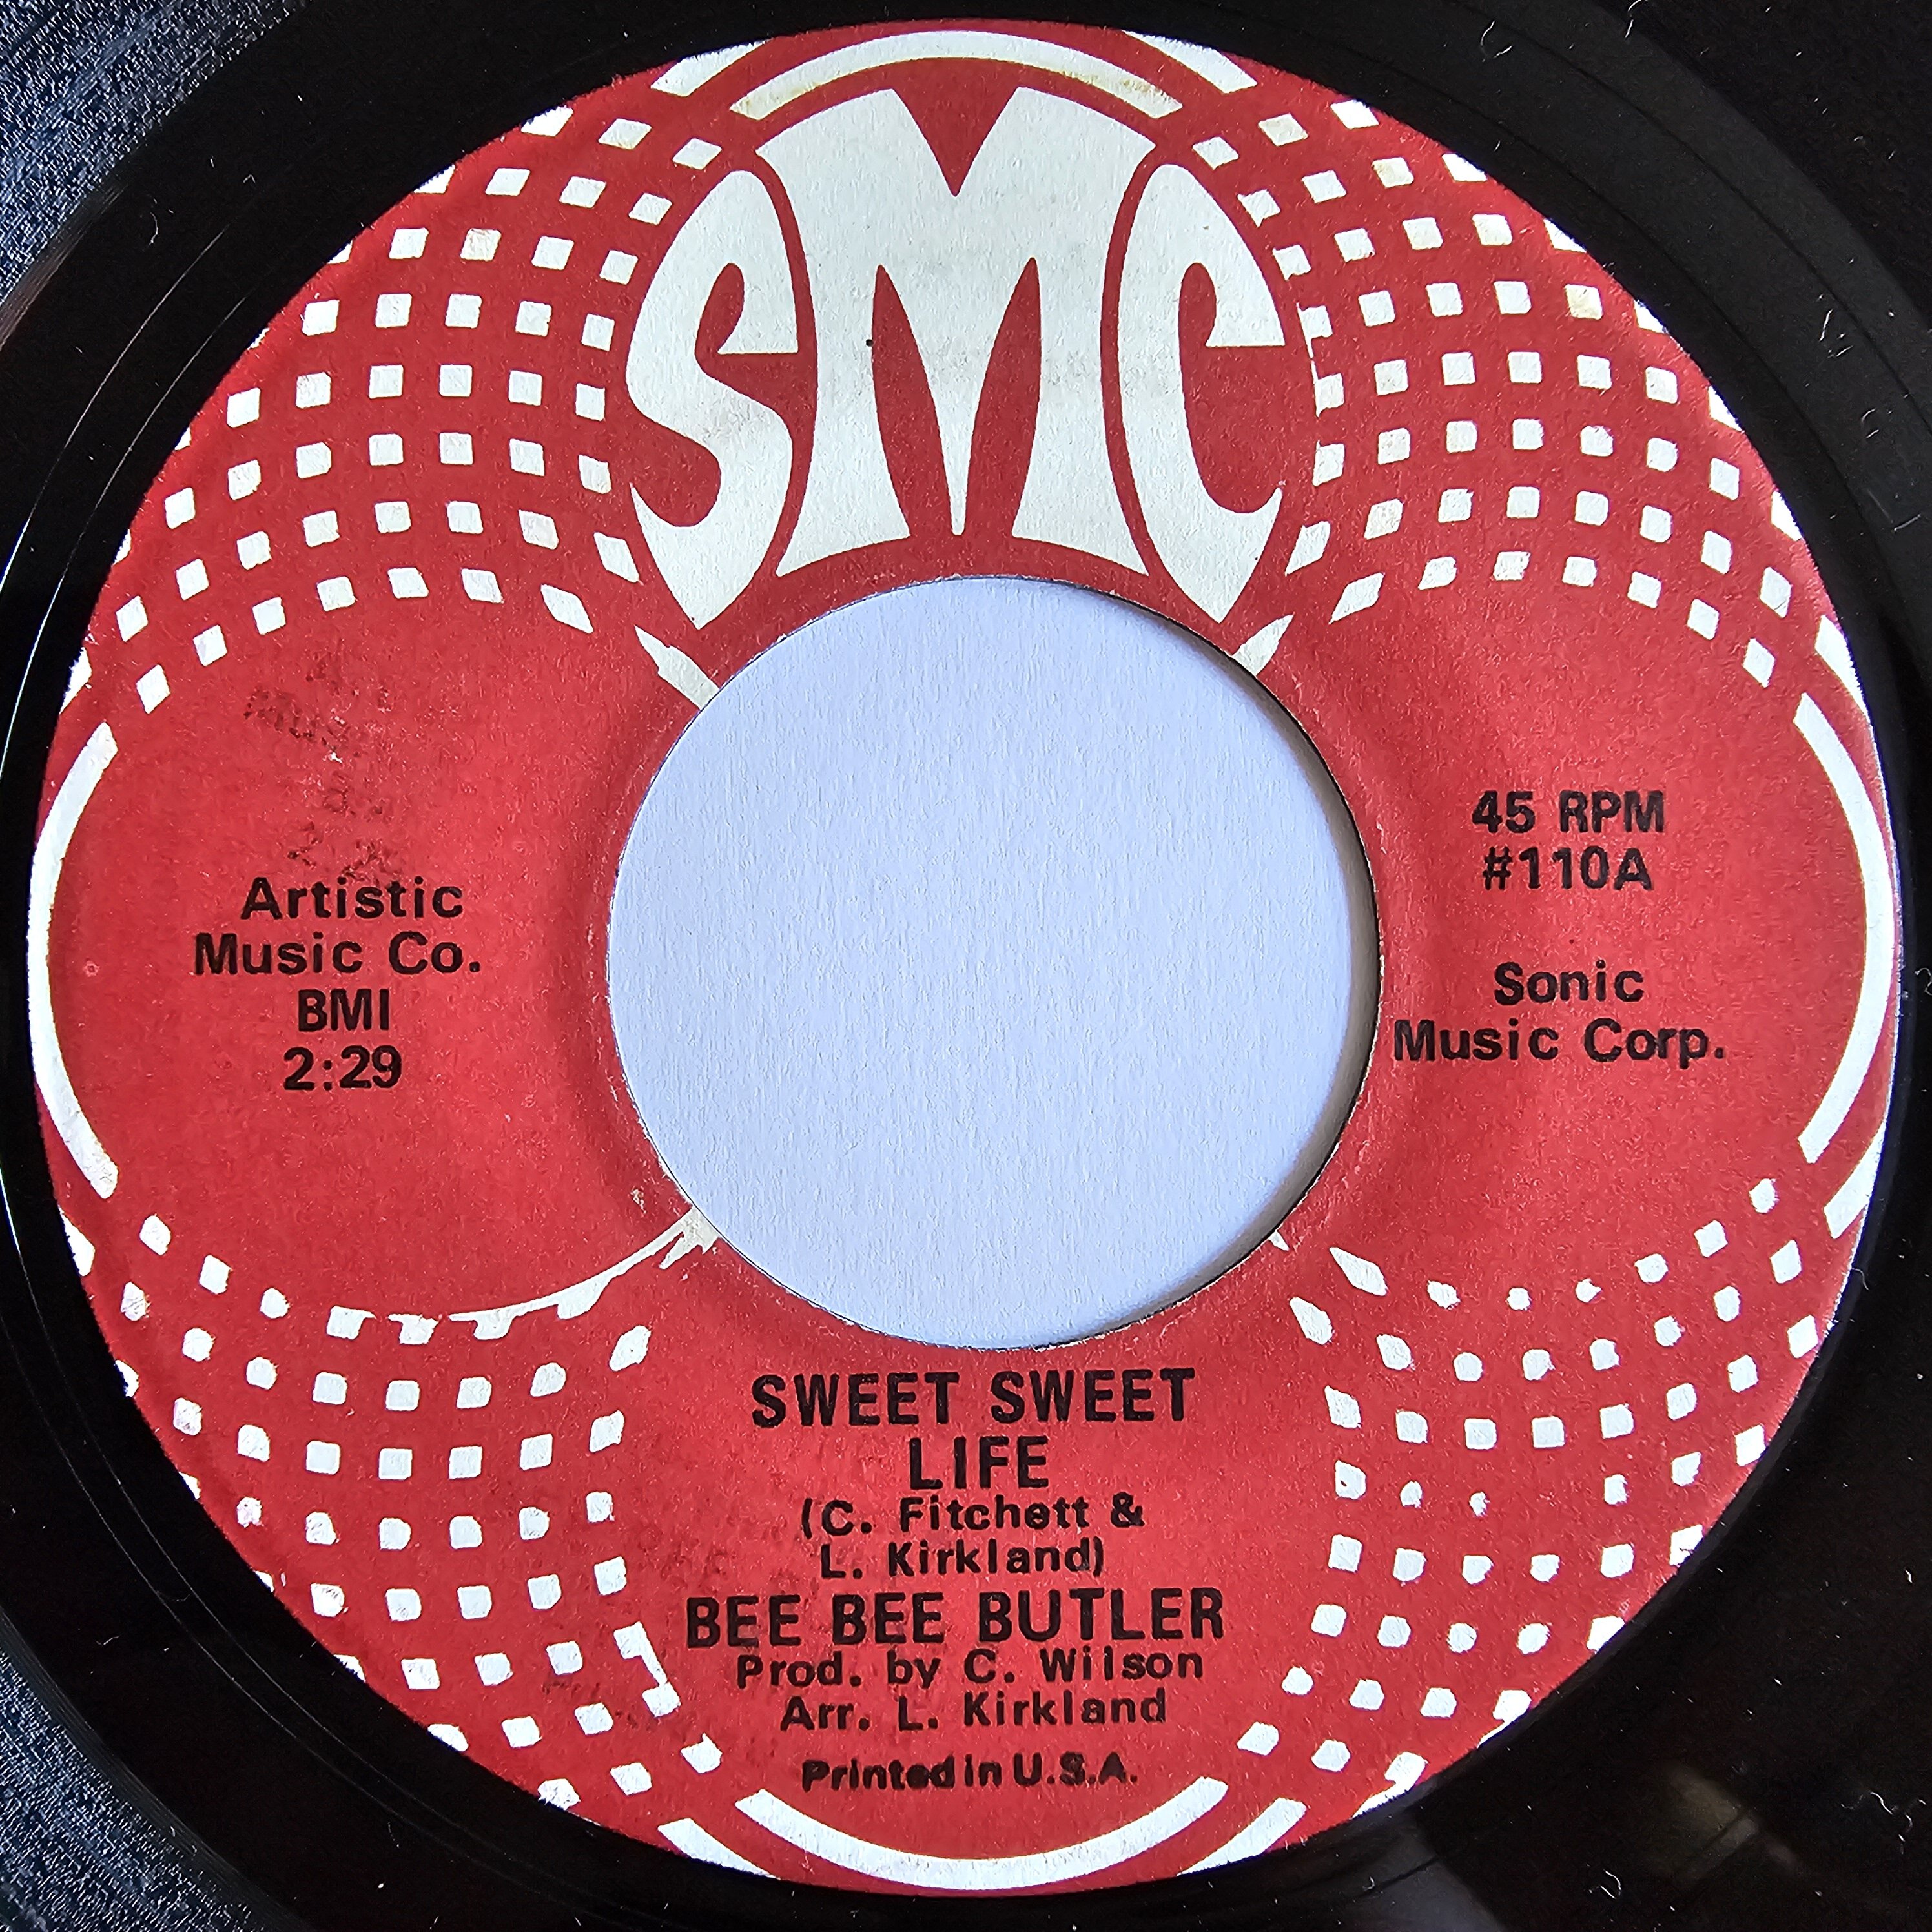 SMC
Artistic
Music Co.
BMI
2:29
45 RPM
#110A
Sonic
Music Corp.
SWEET SWEET
LIFE
(C. Fitchett &
L. Kirkland)
BEE BEE BUTLER
Prod. by C. Wilson
Arr. L. Kirkland
Printed in U.S.A.